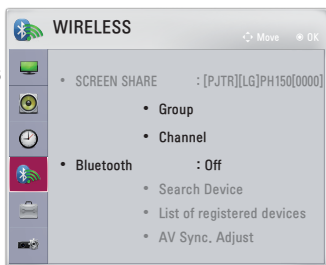 WIRELESS
Move OK
• SCREEN SHARE : [PJTR][LG]PH150[0000]
• Group
• Channel
• Bluetooth : Off
• Search Device
• List of registered devices
• AV Sync. Adjust